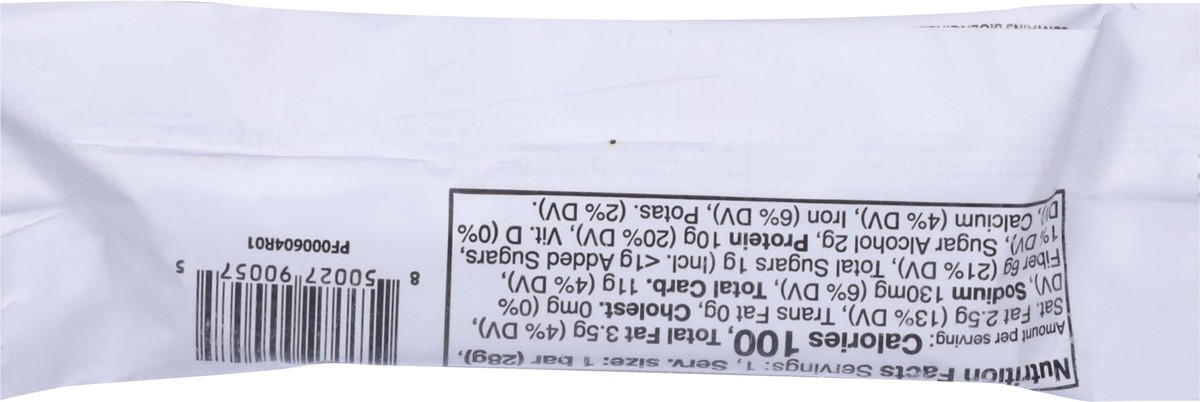 Nutrition Facts Servings: 1, Serv. size: 1 bar (28g),
Amount per serving: Calories 100, Total Fat 3.5g (4% DV),
Sat. Fat 2.5g (13% DV), Trans Fat 0g, Cholest. 0mg (0%
DV), Sodium 130mg (6% DV), Total Carb. 11g (4% DV),
Fiber 6g (21% DV), Total Sugars 1g (Incl. <1g Added Sugars,
1% DV), Sugar Alcohol 2g, Protein 10g (20% DV), Vit. D (0%
DV), Calcium (4% DV), Iron (6% DV), Potas. (2% DV).
8 50027 90057 5
PF000604R01